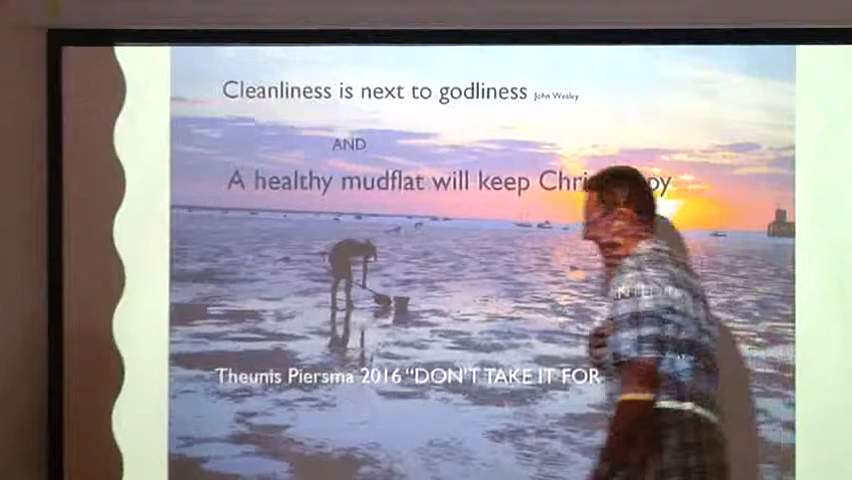 Cleanliness is next to godliness John Wesley
AND
A healthy mudflat will keep
Theunis Piersma 2016 "DON'T TAKE IT FOR